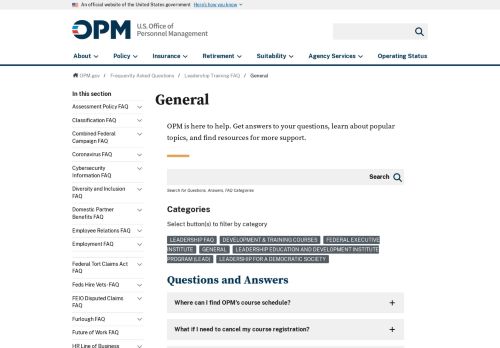 An official website of the United States government Here's how you know
OPM
U.S. Office of
Personnel Management
About Policy Insurance Retirement Suitability Agency Services Operating Status
OPM.gov / Frequently Asked Questions / Leadership Training FAQ / General
In this section
Assessment Policy FAQ
Classification FAQ
Combined Federal
Campaign FAQ
Coronavirus FAQ
Cybersecurity
Information FAQ
Diversity and Inclusion
FAQ
Domestic Partner
Benefits FAQ
Employee Relations FAQ
Employment FAQ
Federal Tort Claims Act
FAQ
Feds Hire Vets- FAQ
FEIO Disputed Claims
FAQ
Furlough FAQ
Future of Work FAQ
HR Line of Business
General
OPM is here to help. Get answers to your questions, learn about popular
topics, and find resources for more support.
Search
Search for Questions, Answers, FAQ Categories
Categories
Select button(s) to filter by category
LEADERSHIP FAQ DEVELOPMENT & TRAINING COURSES FEDERAL EXECUTIVE
INSTITUTE GENERAL LEADERSHIP EDUCATION AND DEVELOPMENT INSTITUTE
PROGRAM (LEAD) LEADERSHIP FOR A DEMOCRATIC SOCIETY
Questions and Answers
Where can I find OPM's course schedule?
What if I need to cancel my course registration?